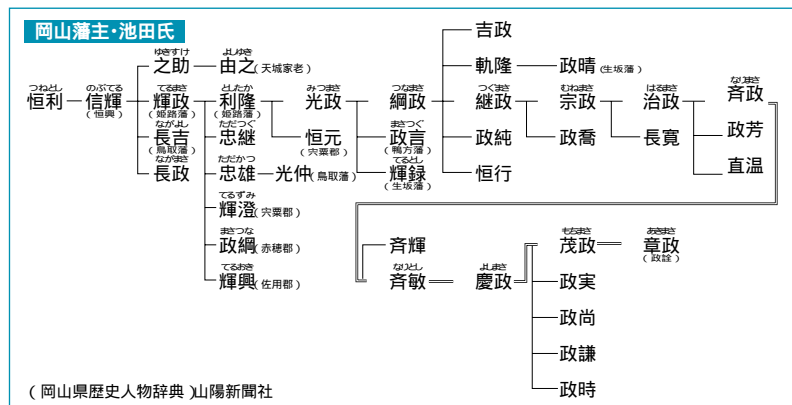 岡山藩主・池田氏
吉政
ゆきすけ よしゆき
之助 由之(天城家老) 軌隆 政晴(生坂藩)
つねとし のぶてる てるまさ としたか みつまさ つなまさ つぐまさ むねまさ はるまさ なりまさ
恒利 信輝 輝政 利隆 光政 綱政 継政 宗政 治政 斉政
(恒興) (姫路藩) (姫路藩)
ながよし ただつぐ まさつぐ
長吉 忠継 恒元 政言 政純 政喬 長寛 政芳
(鳥取藩) (宍粟郡) (鴨方藩)
ながまさ ただかつ てるとし
長政 忠雄 光仲(鳥取藩) 輝録 恒行 直温
(生坂藩)
てるずみ
輝澄(宍粟郡)
まさつな もちまさ あきまさ
政綱(赤穂郡) 斉輝 茂政 章政
(政詮)
てるおき なりとし よしまさ
輝興(佐用郡) 斉敏 慶政 政実
政尚
政謙
政時
(岡山県歴史人物辞典)山陽新聞社